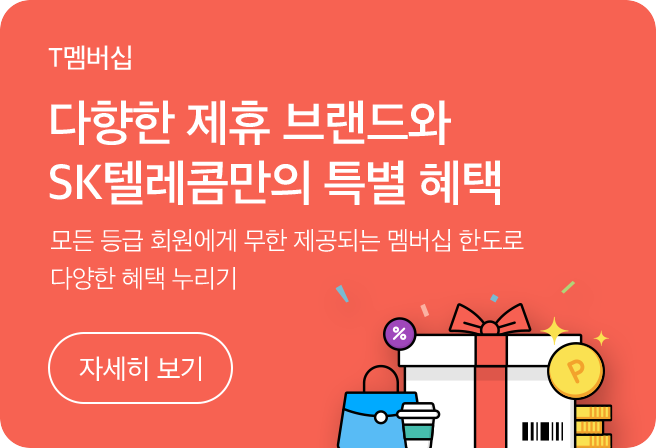 T멤버십
다향한 제휴 브랜드와
SK텔레콤만의 특별 혜택
모든 등급 회원에게 무한 제공되는 멤버십 한도로
다양한 혜택 누리기
자세히 보기
%
P